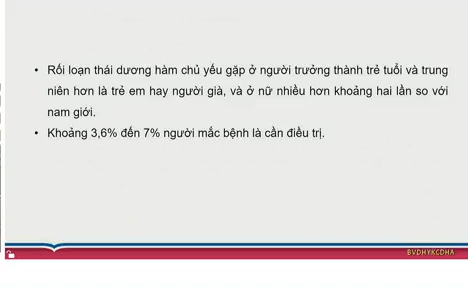 • Rối loạn thái dương hàm chủ yếu gặp ở người trưởng thành trẻ tuổi và trung
niên hơn là trẻ em hay người già, và ở nữ nhiều hơn khoảng hai lần so với
nam giới.
• Khoảng 3,6% đến 7% người mắc bệnh là cần điều trị.
BVDHYKCDHA